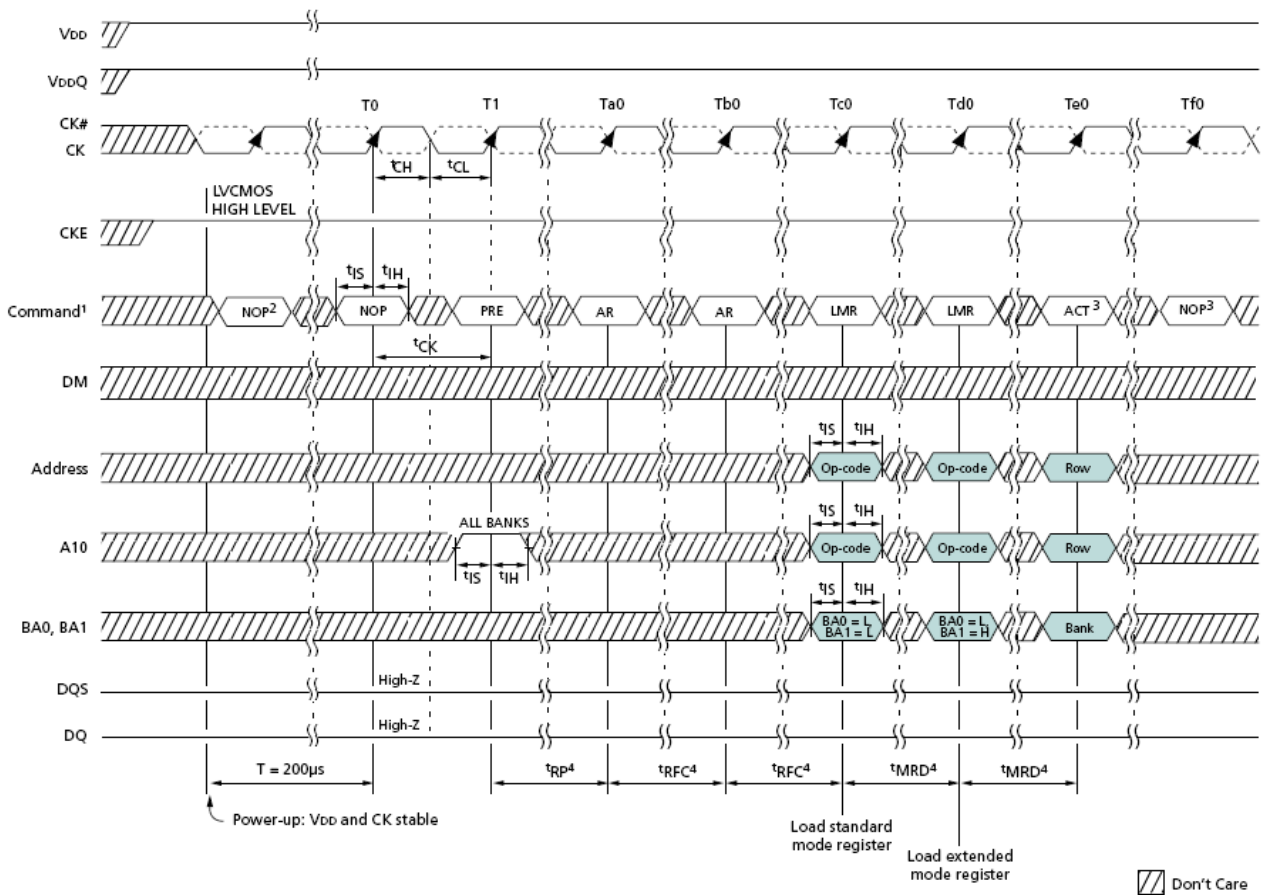 VDD
VDDQ
T0 T1 Ta0 Tb0 Tc0 Td0 Te0 Tf0
CK#
CK
tCH tCL
LVCMOS
HIGH LEVEL
CKE
tIS tIH
Command¹ NOP² NOP PRE AR AR LMR LMR ACT³ NOP³
tCK
DM
tIS tIH
Address Op-code Op-code Row
ALL BANKS tIS tIH
A10 Op-code Op-code Row
tIS tIH
tIS tIH
BA0, BA1 BA0 = L, BA1 = L BA0 = L, BA1 = H Bank
DQS High-Z
DQ High-Z
T = 200µs tRP⁴ tRFC⁴ tRFC⁴ tMRD⁴ tMRD⁴
Power-up: VDD and CK stable
Load standard
mode register
Load extended
mode register
Don't Care